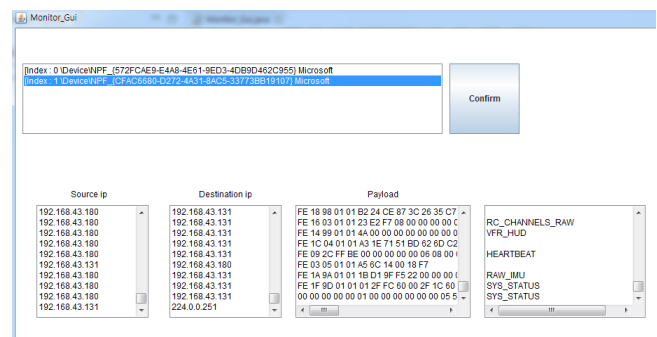 Monitor_Gui
[Index : 0 \Device\NPF_{572FCAE9-E4A8-4E61-9ED3-4DB9D462C955} Microsoft
[Index : 1 \Device\NPF_{CFAC6680-D272-4A31-8AC5-33773BB19107} Microsoft
Confirm
Source ip
Destination ip
Payload
192.168.43.180
192.168.43.180
192.168.43.180
192.168.43.180
192.168.43.180
192.168.43.131
192.168.43.180
192.168.43.180
192.168.43.131
192.168.43.131
192.168.43.131
192.168.43.131
192.168.43.131
192.168.43.131
192.168.43.180
192.168.43.131
192.168.43.131
224.0.0.251
FE 18 98 01 01 B2 24 CE 87 3C 26 35 C7
FE 16 03 01 01 23 E2 F7 08 00 00 00 00
FE 14 99 01 01 4A 00 00 00 00 00 00 00
FE 1C 04 01 01 A3 1E 71 51 BD 62 6D C2
FE 09 2C FF BE 00 00 00 00 00 06 08 00
FE 03 05 01 01 A5 6C 14 00 18 F7
FE 1A 9A 01 01 1B D1 9F F5 22 00 00 00
FE 1F 9D 01 01 01 2F FC 60 00 2F 1C 60
00 00 00 00 00 01 00 00 00 00 00 00 05 5
RC_CHANNELS_RAW
VFR_HUD
HEARTBEAT
RAW_IMU
SYS_STATUS
SYS_STATUS